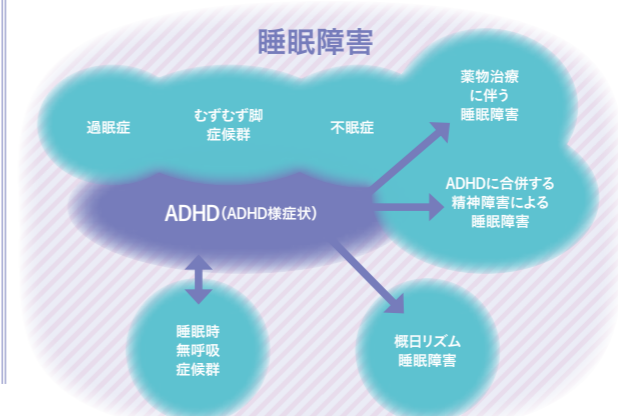 睡眠障害
過眠症
むずむず脚
症候群
不眠症
薬物治療
に伴う
睡眠障害
ADHD(ADHD様症状)
ADHDに合併する
精神障害による
睡眠障害
睡眠時
無呼吸
症候群
概日リズム
睡眠障害